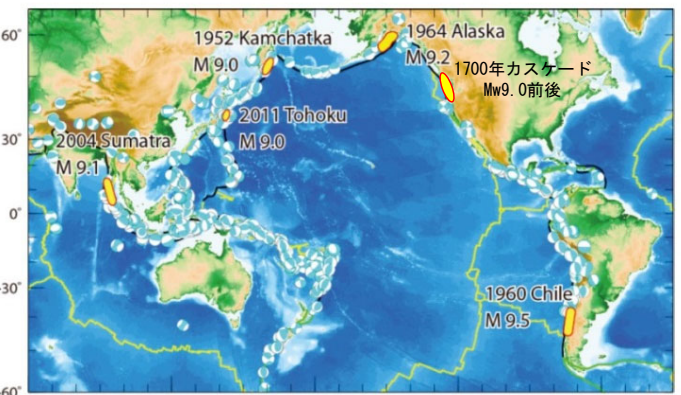 1952 Kamchatka
M 9.0
1964 Alaska
M 9.2
1700年カスケード
Mw9.0前後
2011 Tohoku
M 9.0
2004 Sumatra
M 9.1
1960 Chile
M 9.5
60°
30°
0°
-30°
-60°